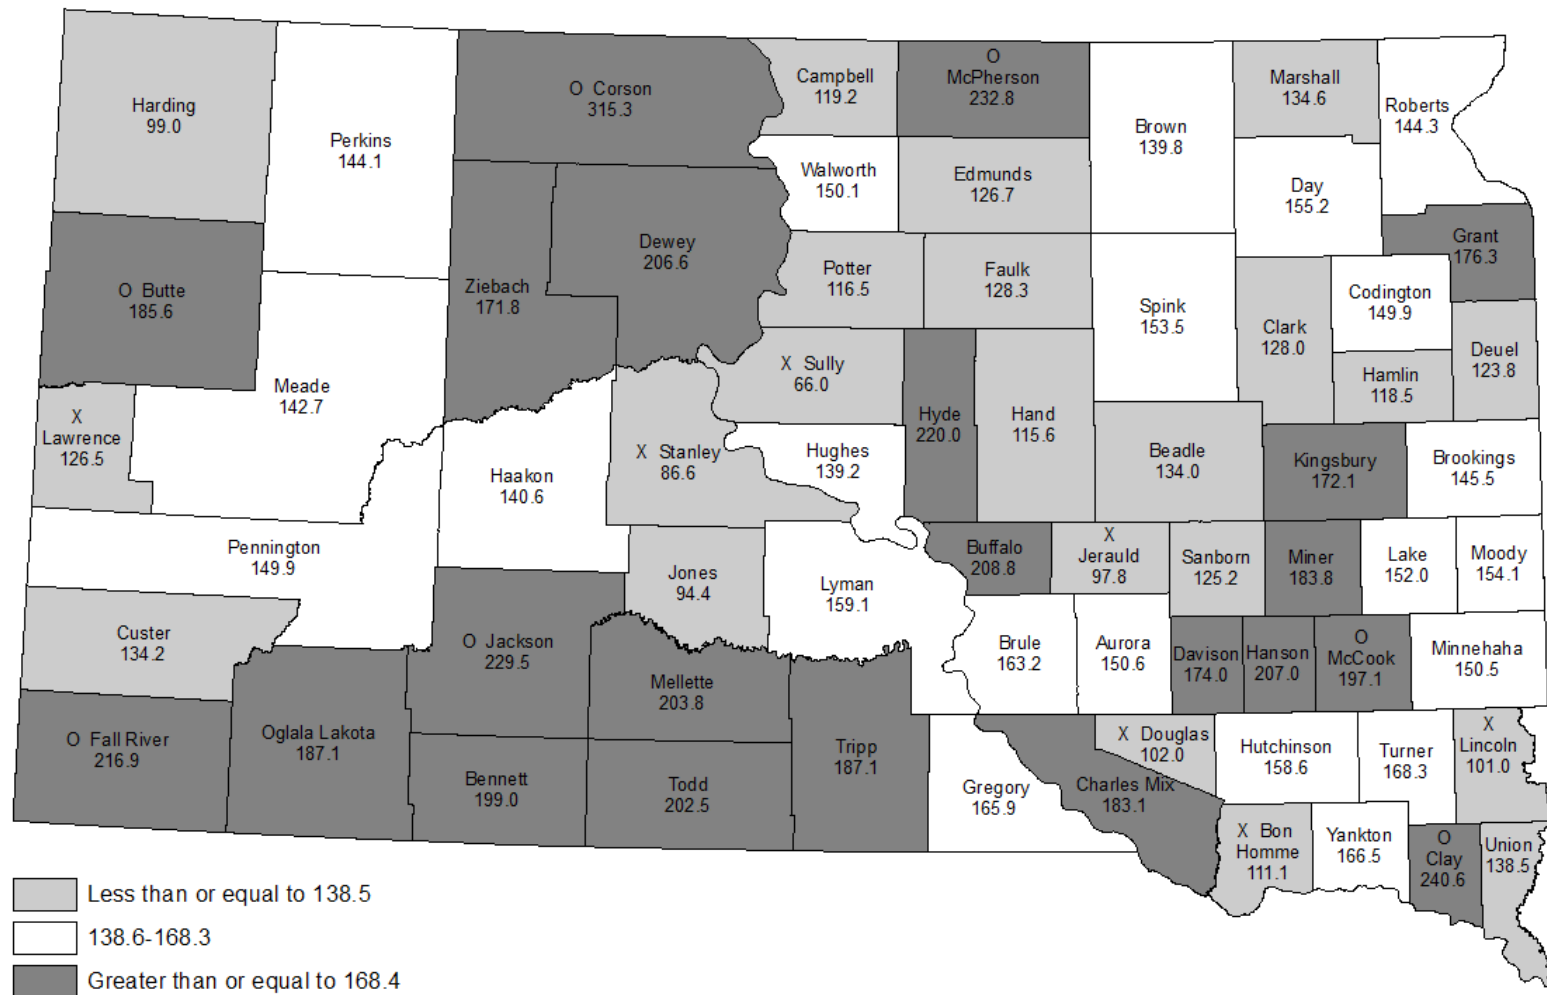 Harding
99.0
Perkins
144.1
O Corson
315.3
Campbell
119.2
O
McPherson
232.8
Brown
139.8
Marshall
134.6
Roberts
144.3
Walworth
150.1
Edmunds
126.7
Day
155.2
O Butte
185.6
Meade
142.7
Ziebach
171.8
Dewey
206.6
Potter
116.5
Faulk
128.3
Spink
153.5
Clark
128.0
Codington
149.9
Grant
176.3
Deuel
123.8
Hamlin
118.5
X
Lawrence
126.5
Haakon
140.6
X Stanley
86.6
X Sully
66.0
Hughes
139.2
Hyde
220.0
Hand
115.6
Beadle
134.0
Kingsbury
172.1
Brookings
145.5
Pennington
149.9
Jones
94.4
Lyman
159.1
Buffalo
208.8
X
Jerauld
97.8
Sanborn
125.2
Miner
183.8
Lake
152.0
Moody
154.1
Custer
134.2
O Jackson
229.5
Mellette
203.8
Brule
163.2
Aurora
150.6
Davison
174.0
Hanson
207.0
O
McCook
197.1
Minnehaha
150.5
O Fall River
216.9
Oglala Lakota
187.1
Bennett
199.0
Todd
202.5
Tripp
187.1
Gregory
165.9
Charles Mix
183.1
X Douglas
102.0
Hutchinson
158.6
Turner
168.3
X
Lincoln
101.0
X Bon
Homme
111.1
Yankton
166.5
O
Clay
240.6
Union
138.5
Less than or equal to 138.5
138.6-168.3
Greater than or equal to 168.4